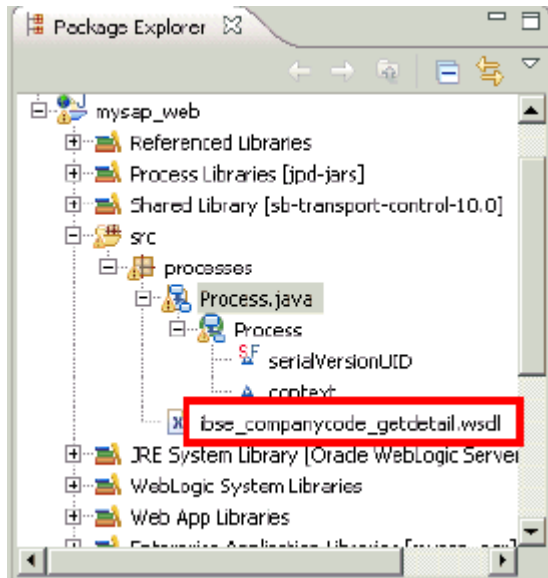 Package Explorer
mysap_web
Referenced Libraries
Process Libraries [jpd-jars]
Shared Library [sb-transport-control-10.0]
src
processes
Process.java
Process
SF serialVersionUID
context
ibse_companycode_getdetail.wsdl
JRE System Library [Oracle WebLogic Server
WebLogic System Libraries
Web App Libraries